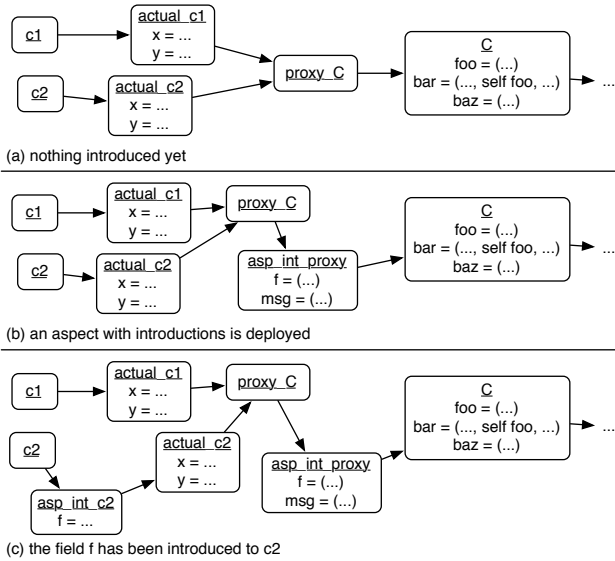 c1
actual_c1
x = ...
y = ...
c2
actual_c2
x = ...
y = ...
proxy_C
C
foo = (...)
bar = (..., self foo, ...)
baz = (...)
...
(a) nothing introduced yet
c1
actual_c1
x = ...
y = ...
c2
actual_c2
x = ...
y = ...
proxy_C
asp_int_proxy
f = (...)
msg = (...)
C
foo = (...)
bar = (..., self foo, ...)
baz = (...)
...
(b) an aspect with introductions is deployed
c1
actual_c1
x = ...
y = ...
c2
asp_int_c2
f = ...
actual_c2
x = ...
y = ...
proxy_C
asp_int_proxy
f = (...)
msg = (...)
C
foo = (...)
bar = (..., self foo, ...)
baz = (...)
...
(c) the field f has been introduced to c2